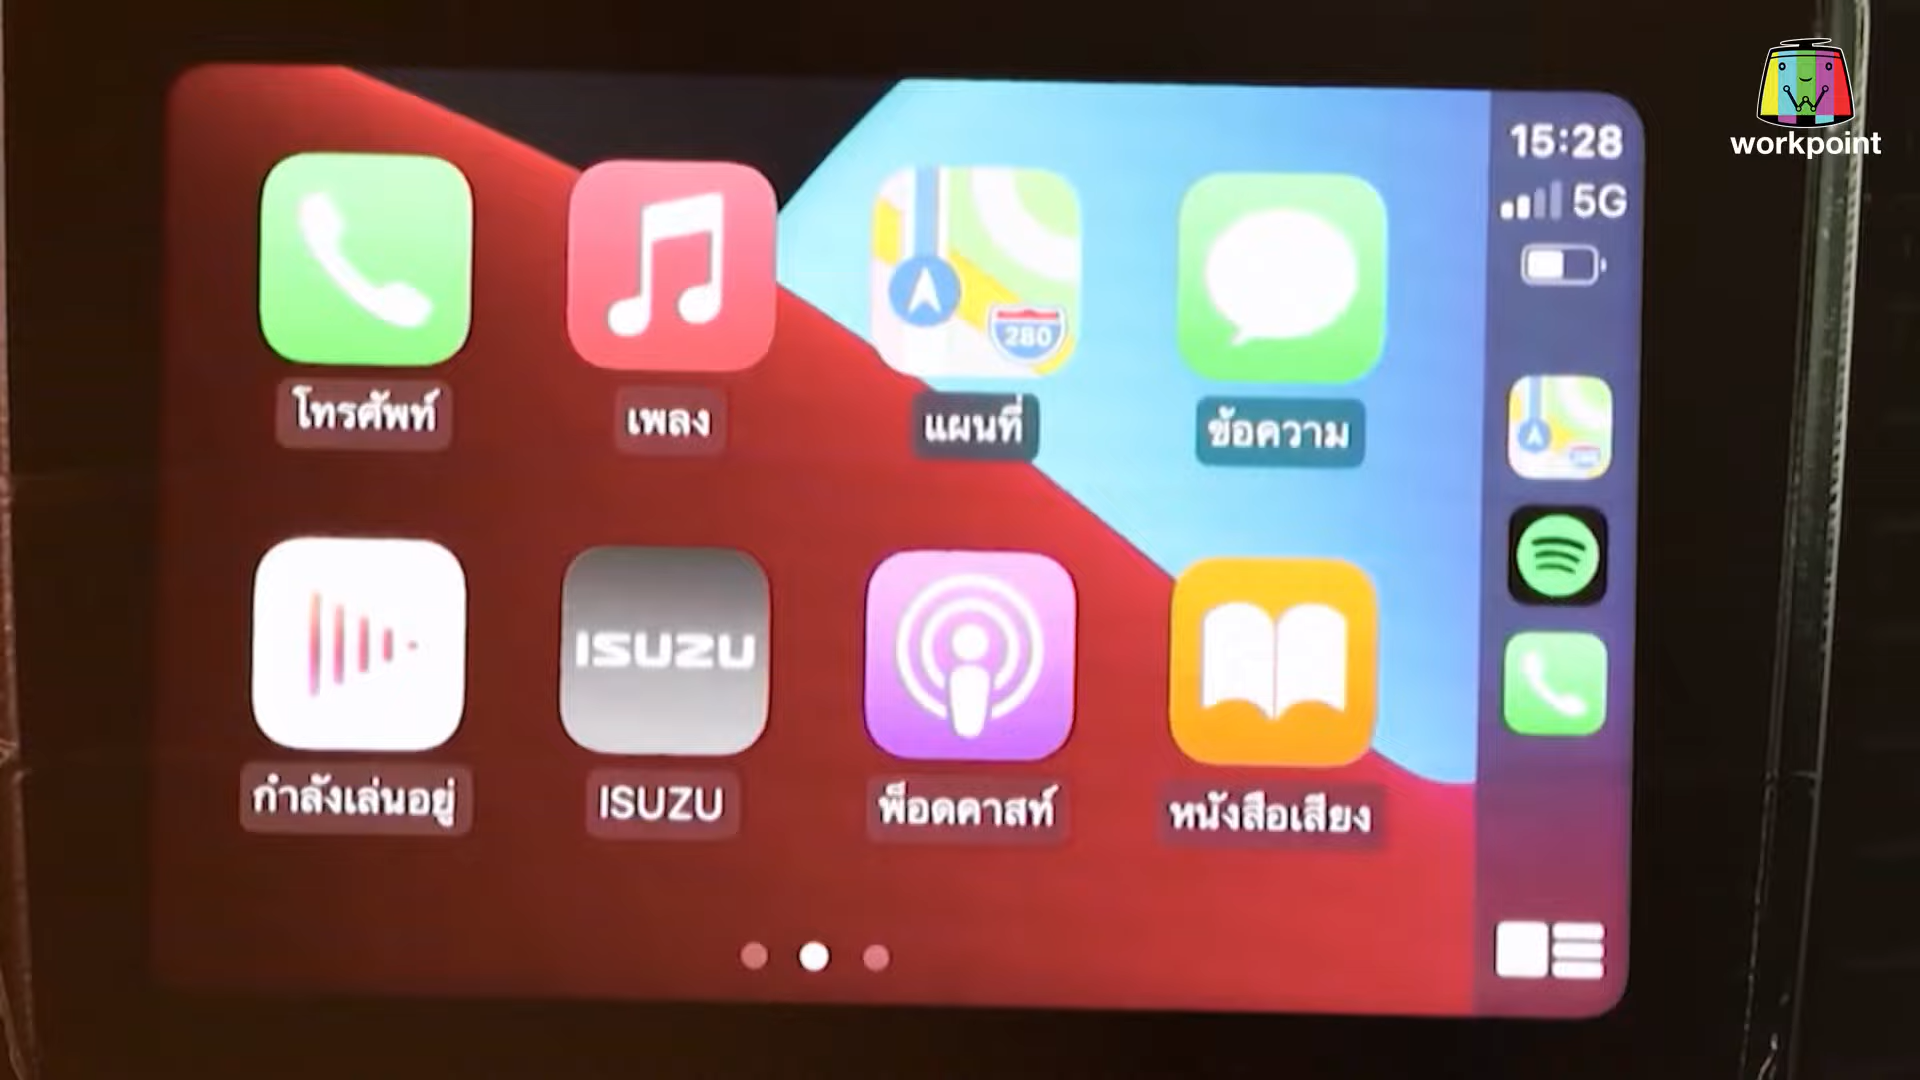 workpoint
15:28
5G
280
โทรศัพท์
เพลง
แผนที่
ข้อความ
ISUZU
กำลังเล่นอยู่
ISUZU
พ็อดคาสท์
หนังสือเสียง